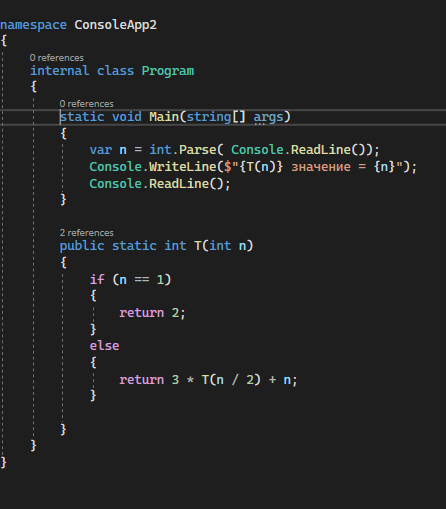 namespace ConsoleApp2
{
0 references
internal class Program
{
0 references
static void Main(string[] args)
{
var n = int.Parse( Console.ReadLine());
Console.WriteLine($"{T(n)} значение = {n}");
Console.ReadLine();
}
2 references
public static int T(int n)
{
if (n == 1)
{
return 2;
}
else
{
return 3 * T(n / 2) + n;
}
}
}
}